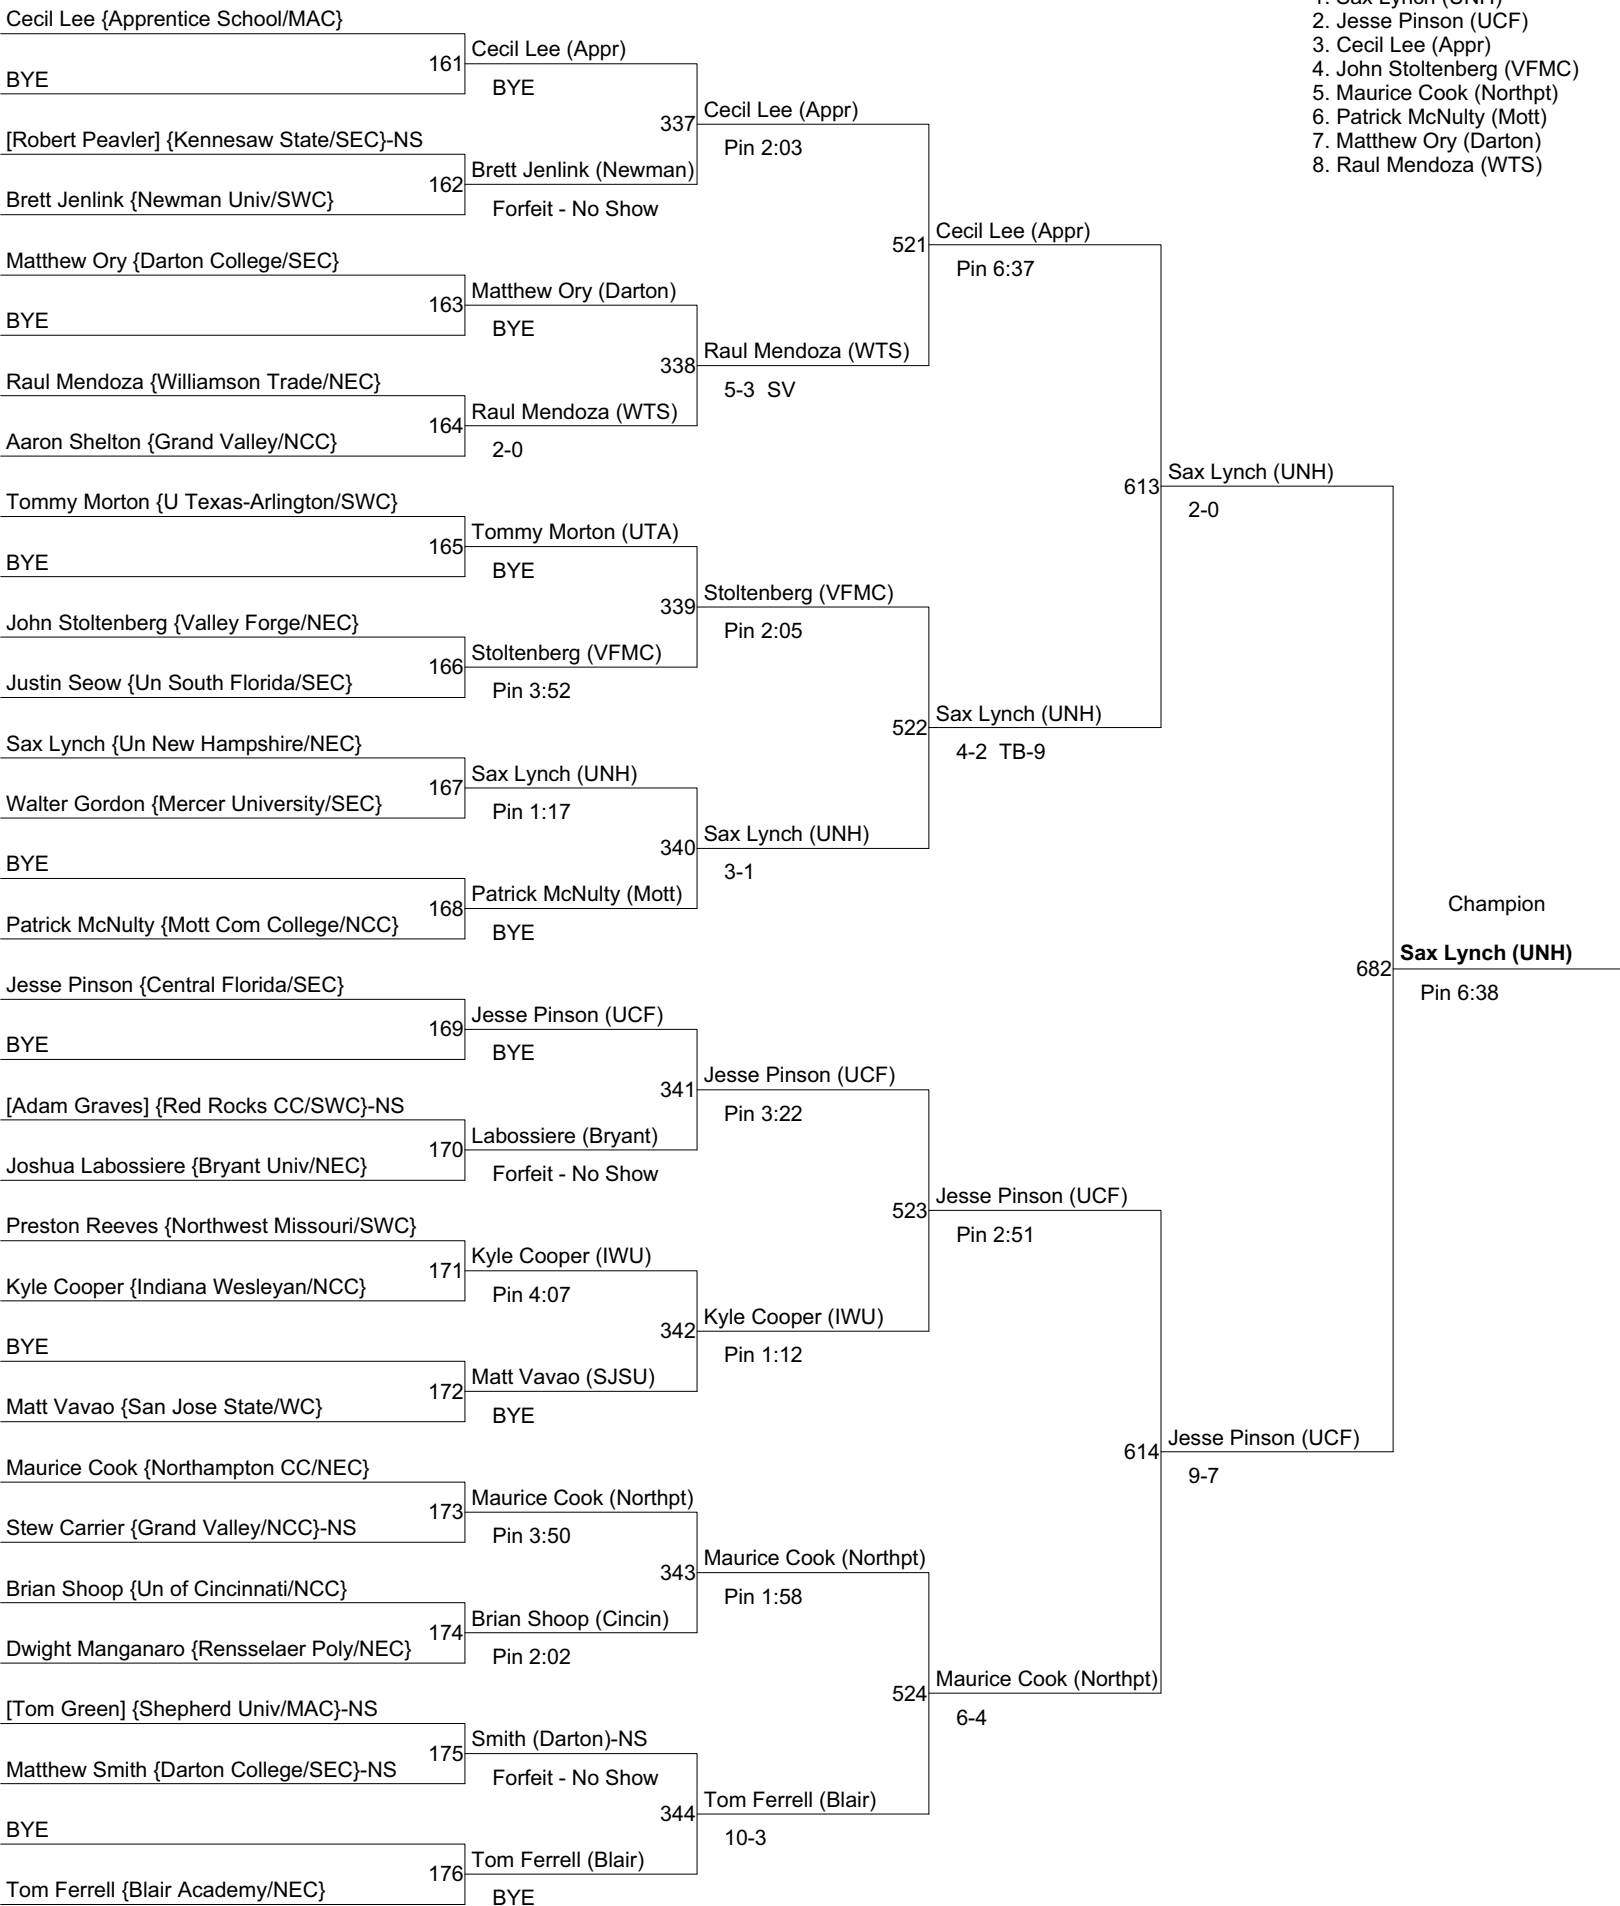 1. Sax Lynch (UNH)
2. Jesse Pinson (UCF)
3. Cecil Lee (Appr)
4. John Stoltenberg (VFMC)
5. Maurice Cook (Northpt)
6. Patrick McNulty (Mott)
7. Matthew Ory (Darton)
8. Raul Mendoza (WTS)
Cecil Lee {Apprentice School/MAC}
BYE
[Robert Peavler] {Kennesaw State/SEC}-NS
Brett Jenlink {Newman Univ/SWC}
Matthew Ory {Darton College/SEC}
BYE
Raul Mendoza {Williamson Trade/NEC}
Aaron Shelton {Grand Valley/NCC}
Tommy Morton {U Texas-Arlington/SWC}
BYE
John Stoltenberg {Valley Forge/NEC}
Justin Seow {Un South Florida/SEC}
Sax Lynch {Un New Hampshire/NEC}
Walter Gordon {Mercer University/SEC}
BYE
Patrick McNulty {Mott Com College/NCC}
Jesse Pinson {Central Florida/SEC}
BYE
[Adam Graves] {Red Rocks CC/SWC}-NS
Joshua Labossiere {Bryant Univ/NEC}
Preston Reeves {Northwest Missouri/SWC}
Kyle Cooper {Indiana Wesleyan/NCC}
BYE
Matt Vavao {San Jose State/WC}
Maurice Cook {Northampton CC/NEC}
Stew Carrier {Grand Valley/NCC}-NS
Brian Shoop {Un of Cincinnati/NCC}
Dwight Manganaro {Rensselaer Poly/NEC}
[Tom Green] {Shepherd Univ/MAC}-NS
Matthew Smith {Darton College/SEC}-NS
BYE
Tom Ferrell {Blair Academy/NEC}
161 Cecil Lee (Appr)
BYE
162 Brett Jenlink (Newman)
Forfeit - No Show
163 Matthew Ory (Darton)
BYE
164 Raul Mendoza (WTS)
2-0
165 Tommy Morton (UTA)
BYE
166 Stoltenberg (VFMC)
Pin 3:52
167 Sax Lynch (UNH)
Pin 1:17
168 Patrick McNulty (Mott)
BYE
169 Jesse Pinson (UCF)
BYE
170 Labossiere (Bryant)
Forfeit - No Show
171 Kyle Cooper (IWU)
Pin 4:07
172 Matt Vavao (SJSU)
BYE
173 Maurice Cook (Northpt)
Pin 3:50
174 Brian Shoop (Cincin)
Pin 2:02
175 Smith (Darton)-NS
Forfeit - No Show
176 Tom Ferrell (Blair)
BYE
337 Cecil Lee (Appr)
Pin 2:03
338 Raul Mendoza (WTS)
5-3 SV
339 Stoltenberg (VFMC)
Pin 2:05
340 Sax Lynch (UNH)
3-1
341 Jesse Pinson (UCF)
Pin 3:22
342 Kyle Cooper (IWU)
Pin 1:12
343 Maurice Cook (Northpt)
Pin 1:58
344 Tom Ferrell (Blair)
10-3
521 Cecil Lee (Appr)
Pin 6:37
522 Sax Lynch (UNH)
4-2 TB-9
523 Jesse Pinson (UCF)
Pin 2:51
524 Maurice Cook (Northpt)
6-4
613 Sax Lynch (UNH)
2-0
614 Jesse Pinson (UCF)
9-7
Champion
682 Sax Lynch (UNH)
Pin 6:38